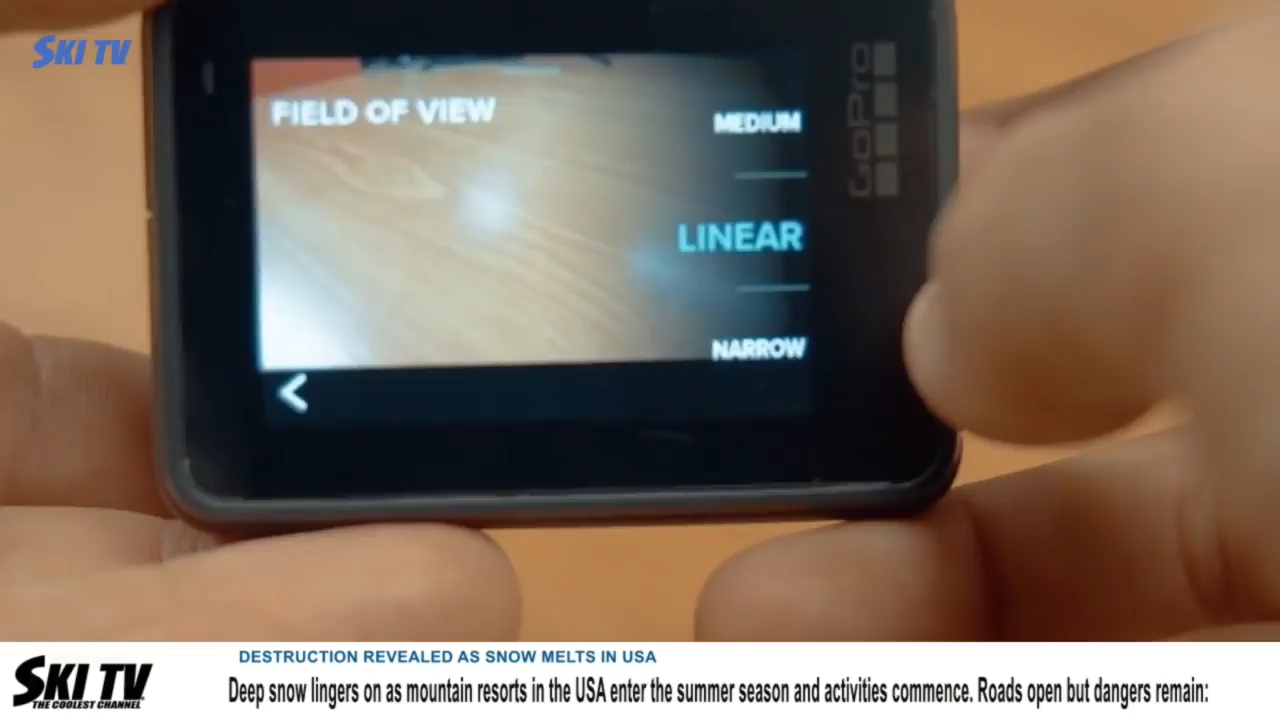 SKI TV
FIELD OF VIEW
MEDIUM
LINEAR
NARROW
GoPro
DESTRUCTION REVEALED AS SNOW MELTS IN USA
SKI TV
THE COOLEST CHANNEL
Deep snow lingers on as mountain resorts in the USA enter the summer season and activities commence. Roads open but dangers remain: